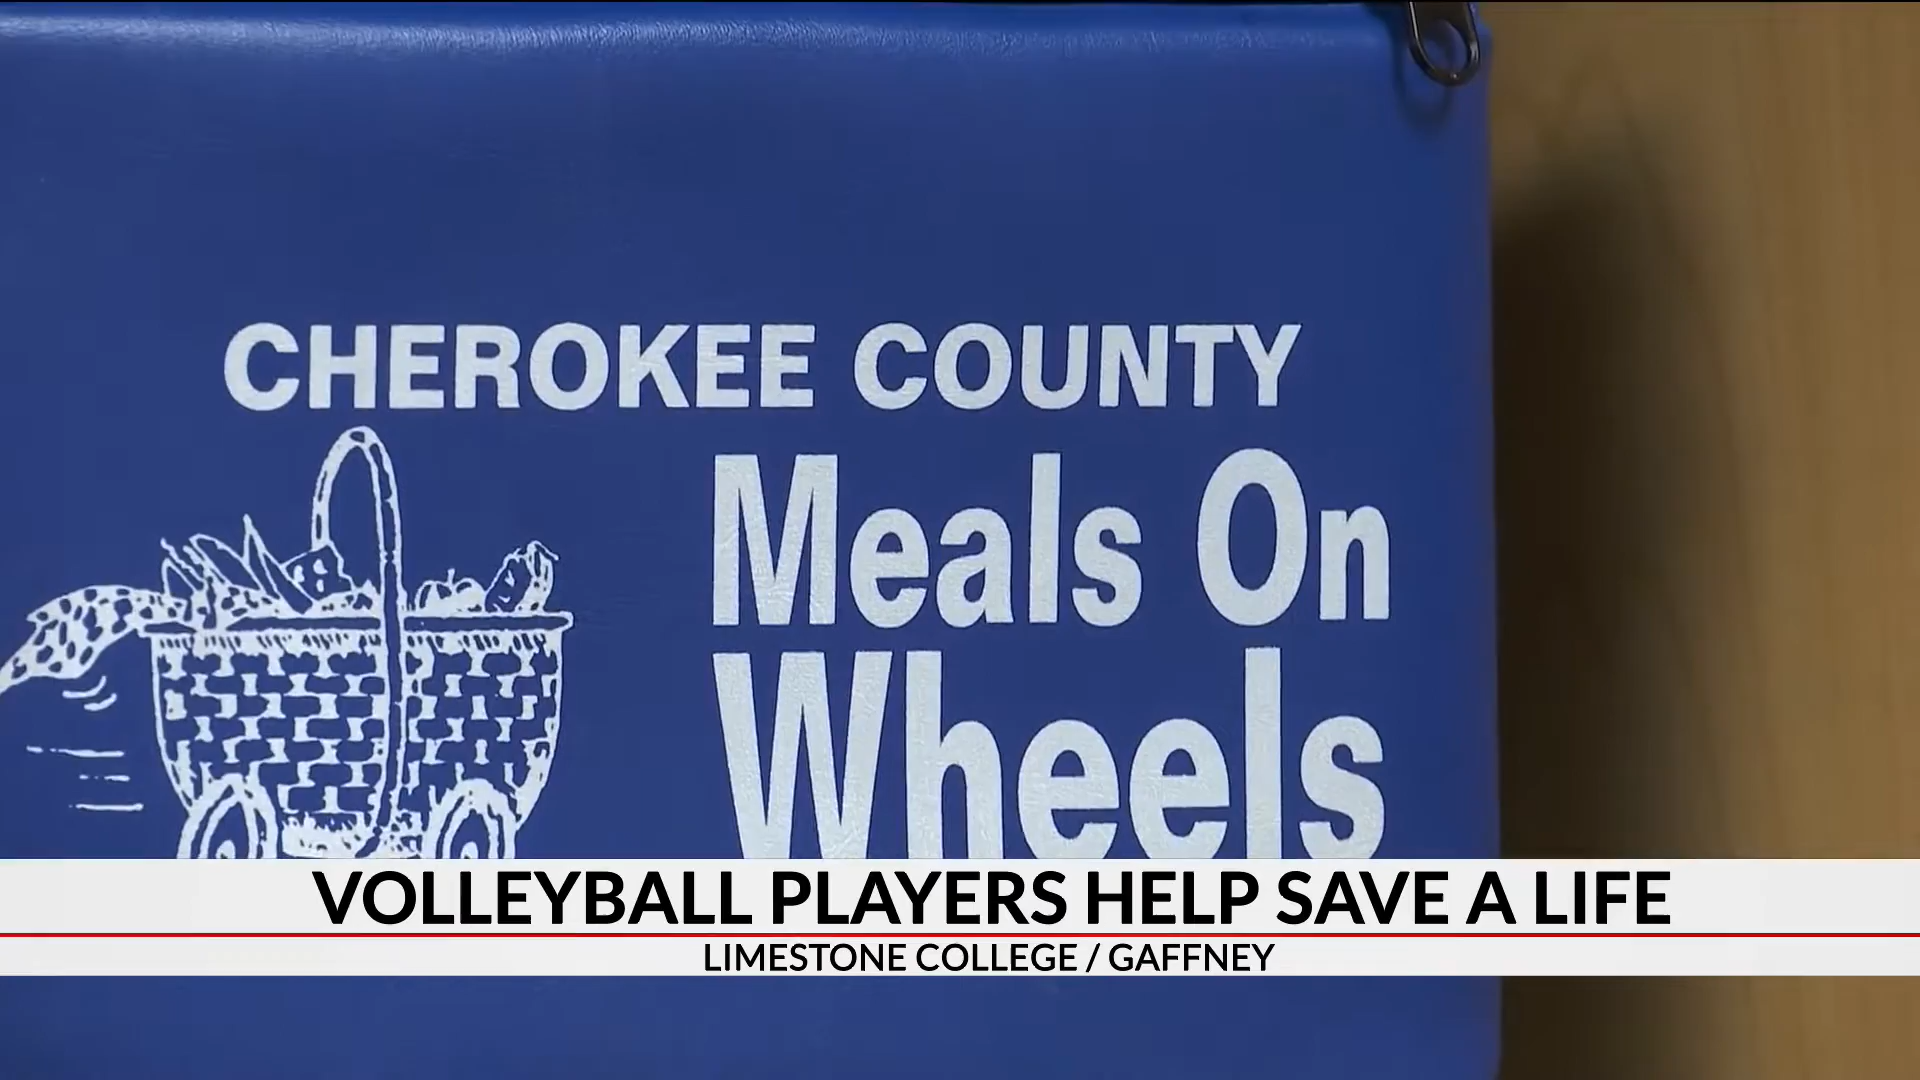 CHEROKEE COUNTY
Meals On
Wheels
VOLLEYBALL PLAYERS HELP SAVE A LIFE
LIMESTONE COLLEGE / GAFFNEY